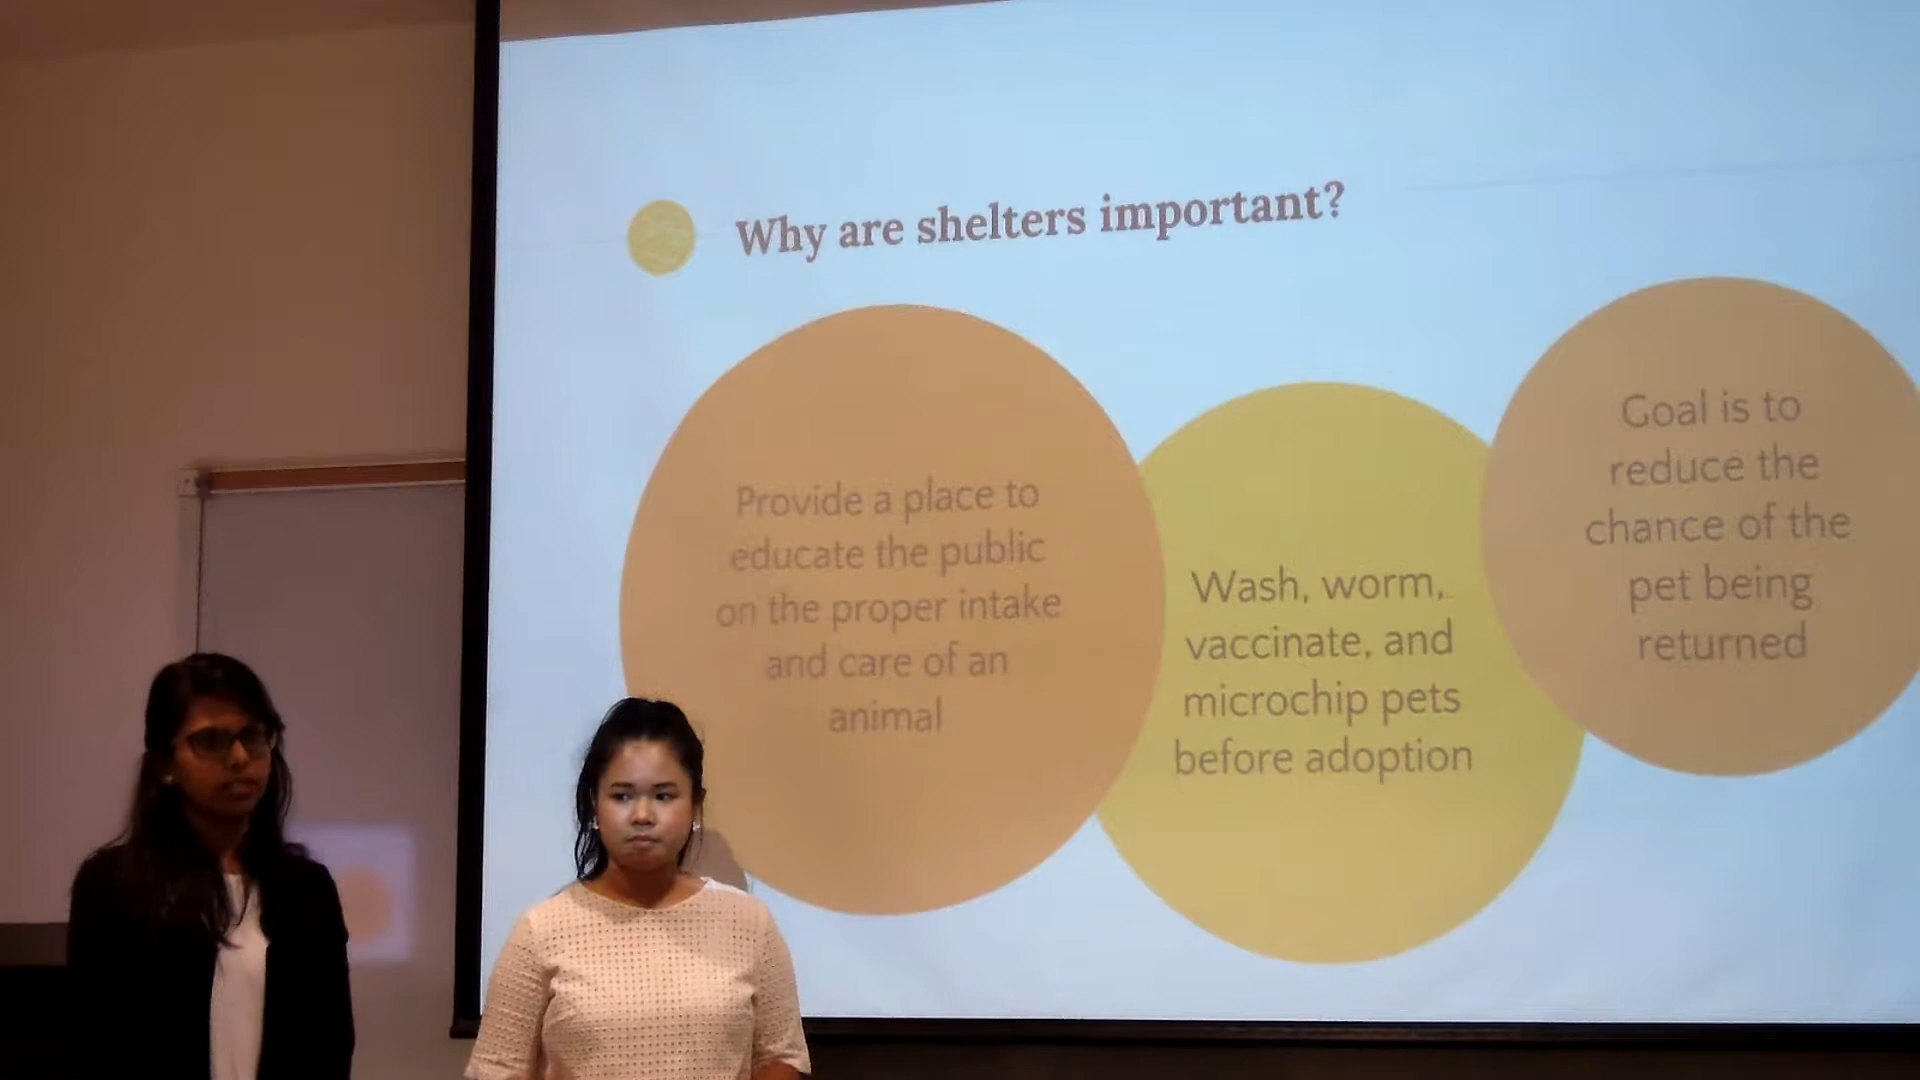 Why are shelters important?
Provide a place to
educate the public
on the proper intake
and care of an
animal
Wash, worm,
vaccinate, and
microchip pets
before adoption
Goal is to
reduce the
chance of the
pet being
returned